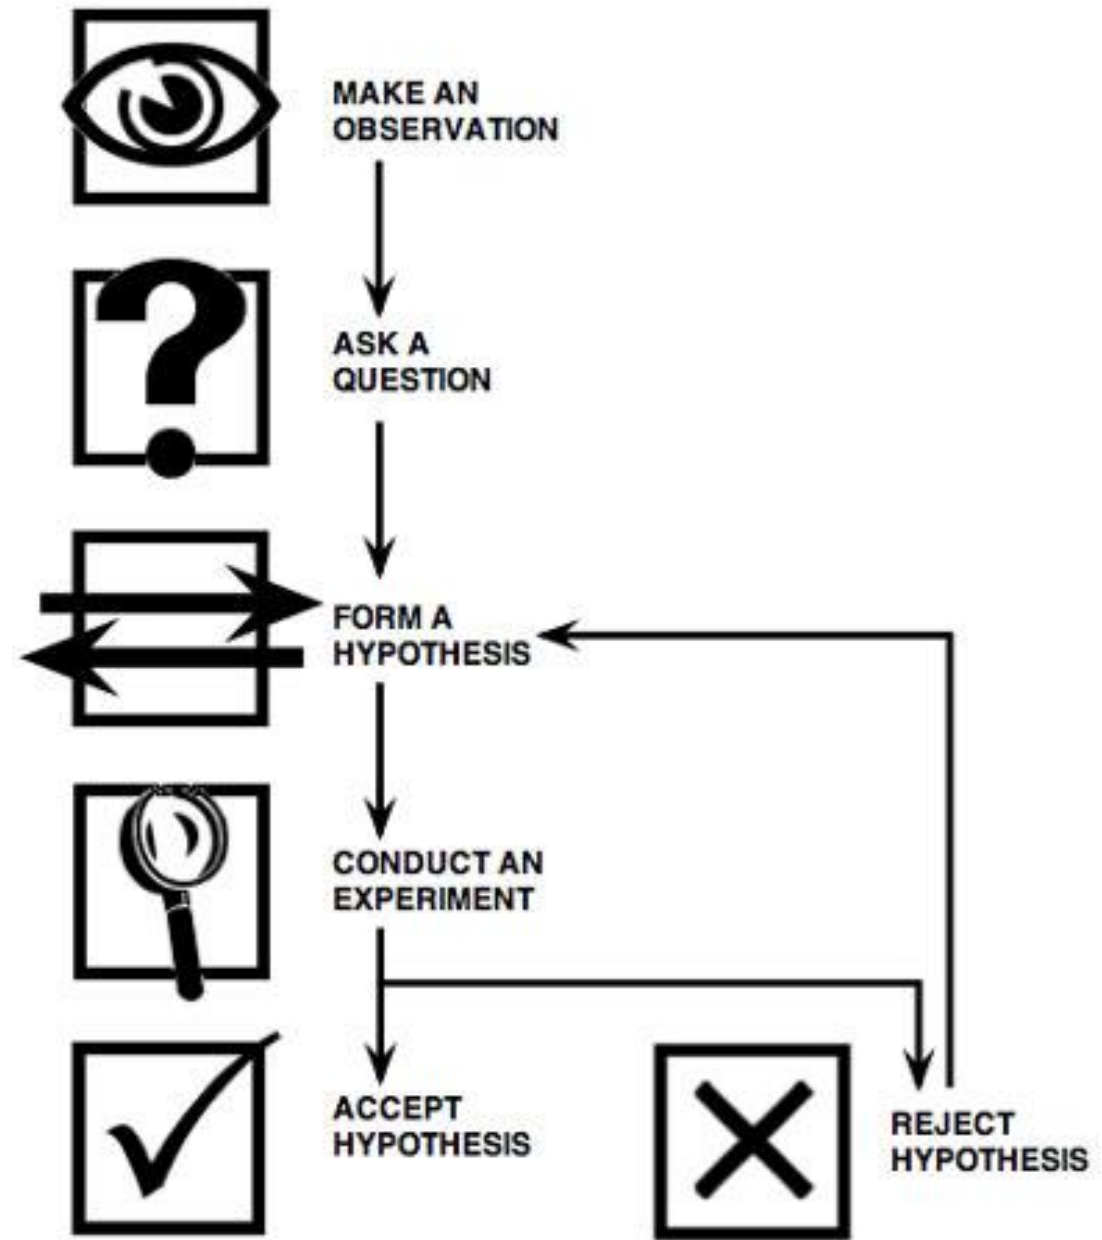 MAKE AN
OBSERVATION
ASK A
QUESTION
FORM A
HYPOTHESIS
CONDUCT AN
EXPERIMENT
ACCEPT
HYPOTHESIS
REJECT
HYPOTHESIS